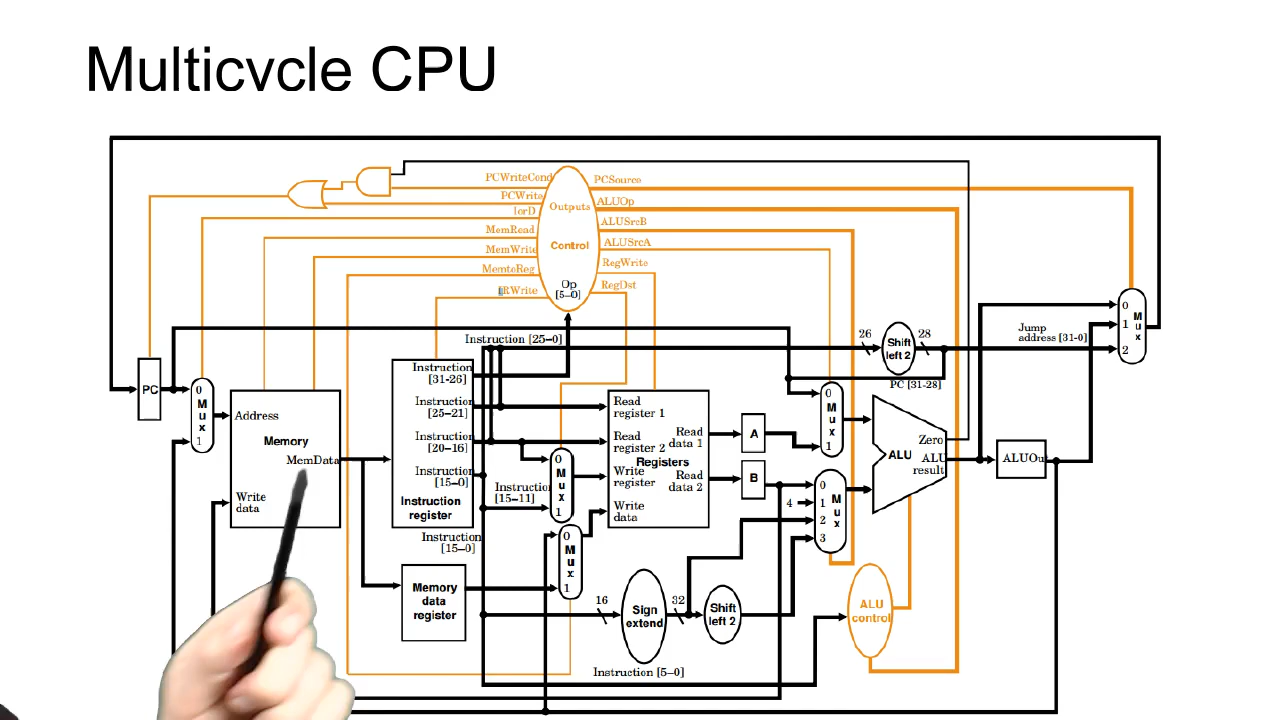 Multicvcle CPU
PCWriteCond
PCWrite
IorD
MemRead
MemWrite
MemtoReg
IRWrite
Outputs
Control
Op
[5–0]
PCSource
ALUOp
ALUSrcB
ALUSrcA
RegWrite
RegDst
PC
0
M
u
x
1
Address
Memory
MemData
Write
data
Instruction [25–0]
Instruction
[31-26]
Instruction
[25–21]
Instruction
[20–16]
Instruction
[15–0]
Instruction
register
Instruction
[15–0]
Memory
data
register
Instruction
[15–11]
0
M
u
x
1
0
M
u
x
1
Read
register 1
Read
register 2
Registers
Write
register
Write
data
Read
data 1
Read
data 2
A
B
16
Sign
extend
32
Shift
left 2
Instruction [5–0]
4
0
M
u
x
1
0
1
2
3
M
u
x
26
Shift
left 2
28
PC [31-28]
Jump
address [31-0]
Zero
ALU
ALU
result
ALUOut
ALU
control
0
1
2
M
u
x